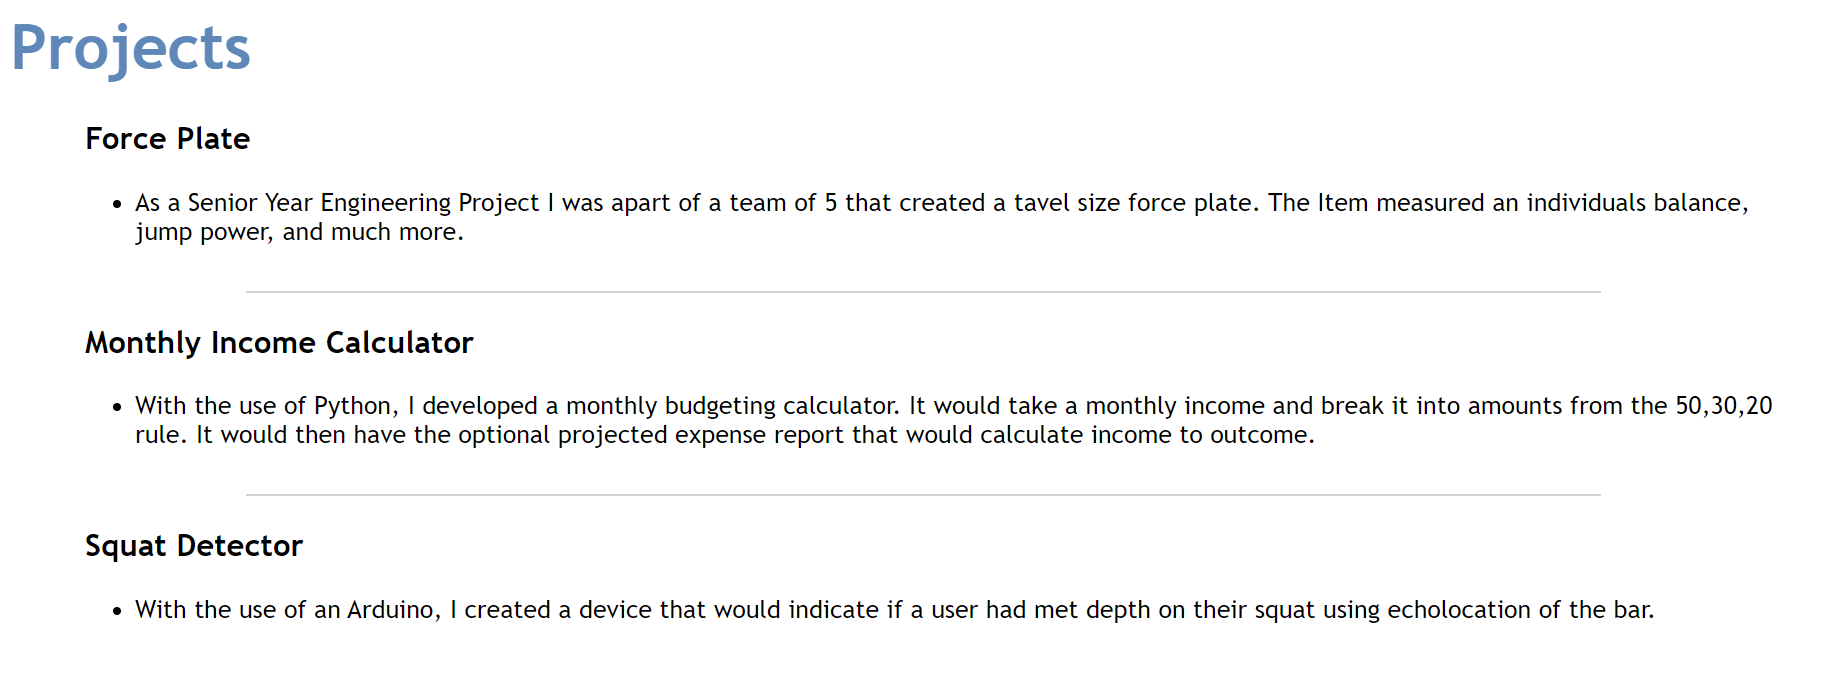 Projects
Force Plate
• As a Senior Year Engineering Project I was apart of a team of 5 that created a tavel size force plate. The Item measured an individuals balance,
jump power, and much more.
Monthly Income Calculator
• With the use of Python, I developed a monthly budgeting calculator. It would take a monthly income and break it into amounts from the 50,30,20
rule. It would then have the optional projected expense report that would calculate income to outcome.
Squat Detector
• With the use of an Arduino, I created a device that would indicate if a user had met depth on their squat using echolocation of the bar.